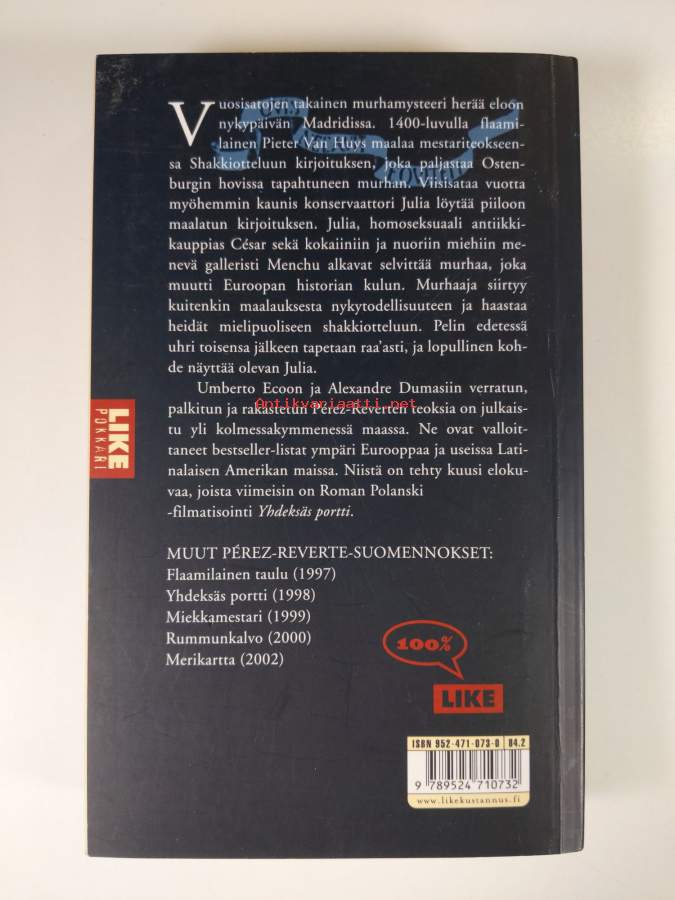 Vuosisatojen takainen murhamysteeri herää eloon
nykypäivän Madridissa. 1400-luvulla flaami-
lainen Pieter Van Huys maalaa mestariteokseen-
sa Shakkiotteluun kirjoituksen, joka paljastaa Osten-
burgin hovissa tapahtuneen murhan. Viisisataa vuotta
myöhemmin kaunis konservaattori Julia löytää piiloon
maalatun kirjoituksen. Julia, homoseksuaali antiikki-
kauppias César sekä kokaiiniin ja nuoriin miehiin me-
nevä galleristi Menchu alkavat selvittää murhaa, joka
muutti Euroopan historian kulun. Murhaaja siirtyy
kuitenkin maalauksesta nykytodellisuuteen ja haastaa
heidät mielipuoliseen shakkiotteluun. Pelin edetessä
uhri toisensa jälkeen tapetaan raa'asti, ja lopullinen koh-
de näyttää olevan Julia.
Umberto Ecoon ja Alexandre Dumasiin verratun,
palkitun ja rakastetun Pérez-Reverten teoksia on julkais-
tu yli kolmessakymmenessä maassa. Ne ovat valloit-
taneet bestseller-listat ympäri Eurooppaa ja useissa Lati-
nalaisen Amerikan maissa. Niistä on tehty kuusi eloku-
vaa, joista viimeisin on Roman Polanski
-filmatisointi Yhdeksäs portti.
Antikvariaatti.net
LIKE
POKKARI
MUUT PÉREZ-REVERTE-SUOMENNOKSET:
Flaamilainen taulu (1997)
Yhdeksäs portti (1998)
Miekkamestari (1999)
Rummunkalvo (2000)
Merikartta (2002)
100%
LIKE
ISBN 952-471-073-0 84.2
9 789524 710732
www.likekustannus.fi